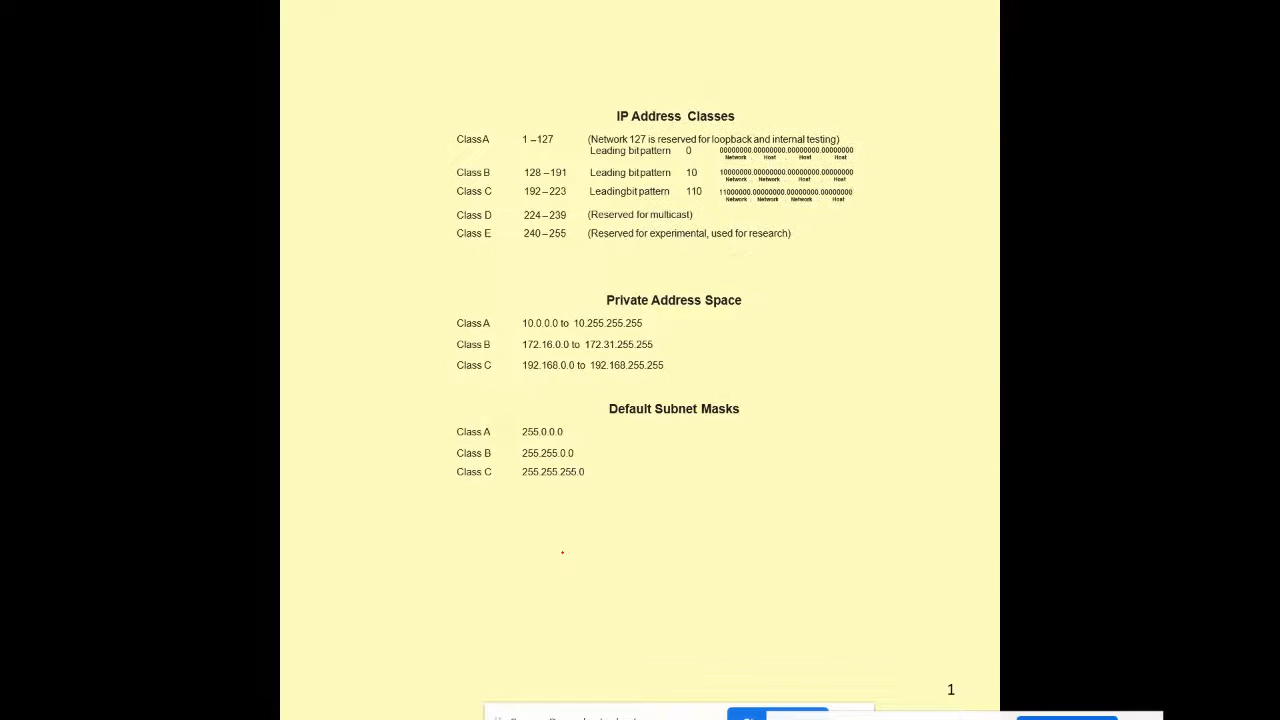 IP Address Classes
Class A 1 – 127 (Network 127 is reserved for loopback and internal testing)
Leading bit pattern 0 00000000.00000000.00000000.00000000
Network . Host . Host . Host
Class B 128 – 191 Leading bit pattern 10 10000000.00000000.00000000.00000000
Network . Network . Host . Host
Class C 192 – 223 Leading bit pattern 110 11000000.00000000.00000000.00000000
Network . Network . Network . Host
Class D 224 – 239 (Reserved for multicast)
Class E 240 – 255 (Reserved for experimental, used for research)
Private Address Space
Class A 10.0.0.0 to 10.255.255.255
Class B 172.16.0.0 to 172.31.255.255
Class C 192.168.0.0 to 192.168.255.255
Default Subnet Masks
Class A 255.0.0.0
Class B 255.255.0.0
Class C 255.255.255.0
1